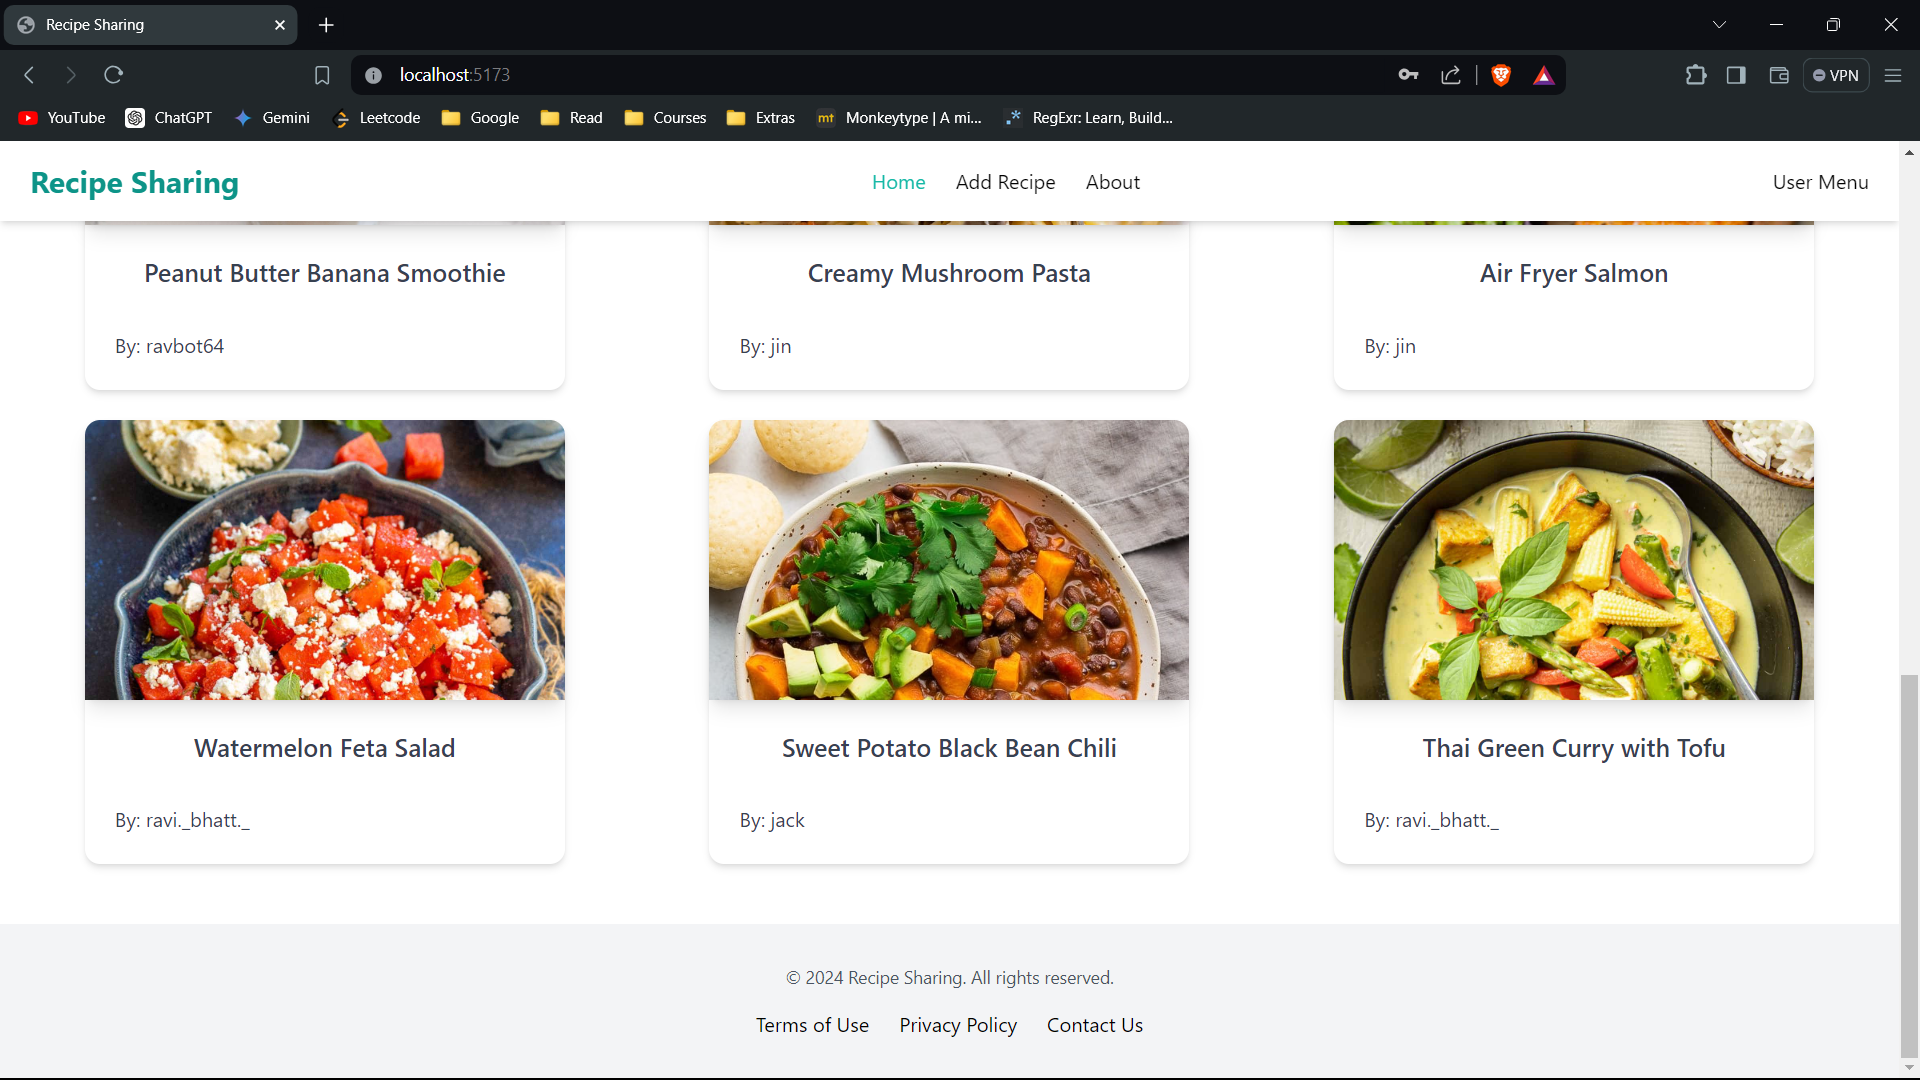 Recipe Sharing
localhost:5173
VPN
YouTube
ChatGPT
Gemini
Leetcode
Google
Read
Courses
Extras
mt Monkeytype | A mi...
.* RegExr: Learn, Build...
Recipe Sharing
Home
Add Recipe
About
User Menu
Peanut Butter Banana Smoothie
By: ravbot64
Creamy Mushroom Pasta
By: jin
Air Fryer Salmon
By: jin
Watermelon Feta Salad
By: ravi._bhatt._
Sweet Potato Black Bean Chili
By: jack
Thai Green Curry with Tofu
By: ravi._bhatt._
© 2024 Recipe Sharing. All rights reserved.
Terms of Use
Privacy Policy
Contact Us